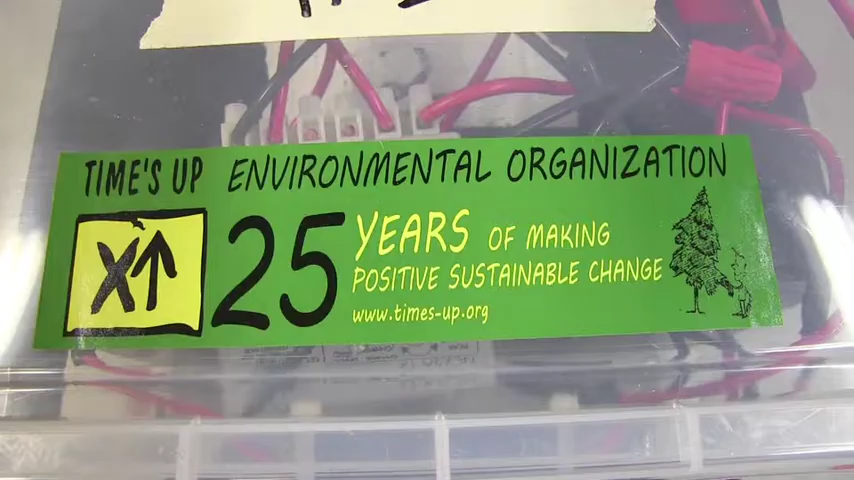 TIME'S UP ENVIRONMENTAL ORGANIZATION
X↑
25 YEARS OF MAKING
POSITIVE SUSTAINABLE CHANGE
www.times-up.org